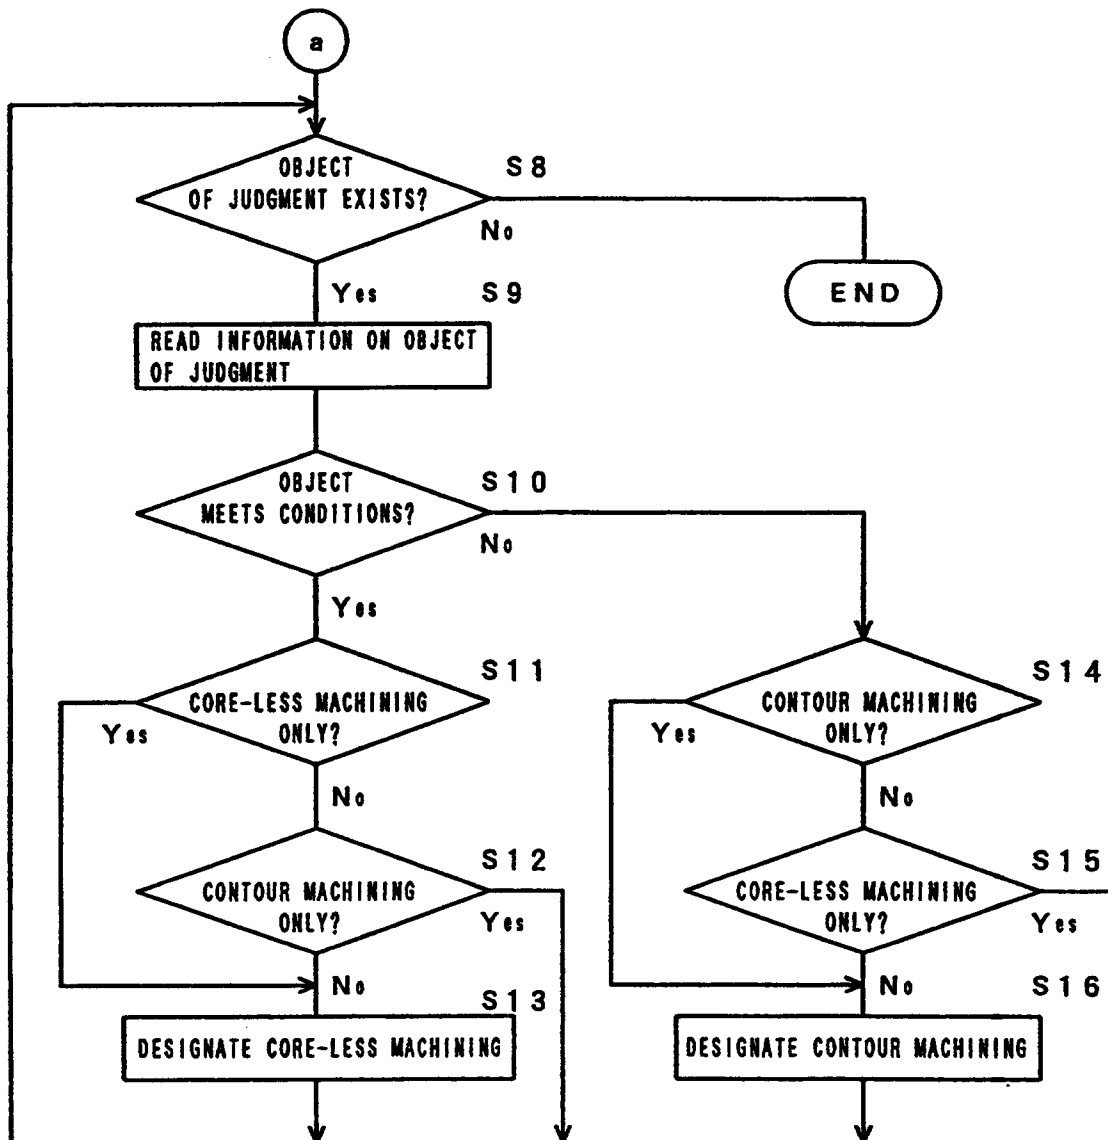 a
OBJECT
OF JUDGMENT EXISTS?
S8
No
END
Yes
S9
READ INFORMATION ON OBJECT
OF JUDGMENT
OBJECT
MEETS CONDITIONS?
S10
No
Yes
CORE-LESS MACHINING
ONLY?
S11
Yes
No
CONTOUR MACHINING
ONLY?
S14
Yes
No
CONTOUR MACHINING
ONLY?
S12
Yes
No
CORE-LESS MACHINING
ONLY?
S15
Yes
No
S13
DESIGNATE CORE-LESS MACHINING
S16
DESIGNATE CONTOUR MACHINING